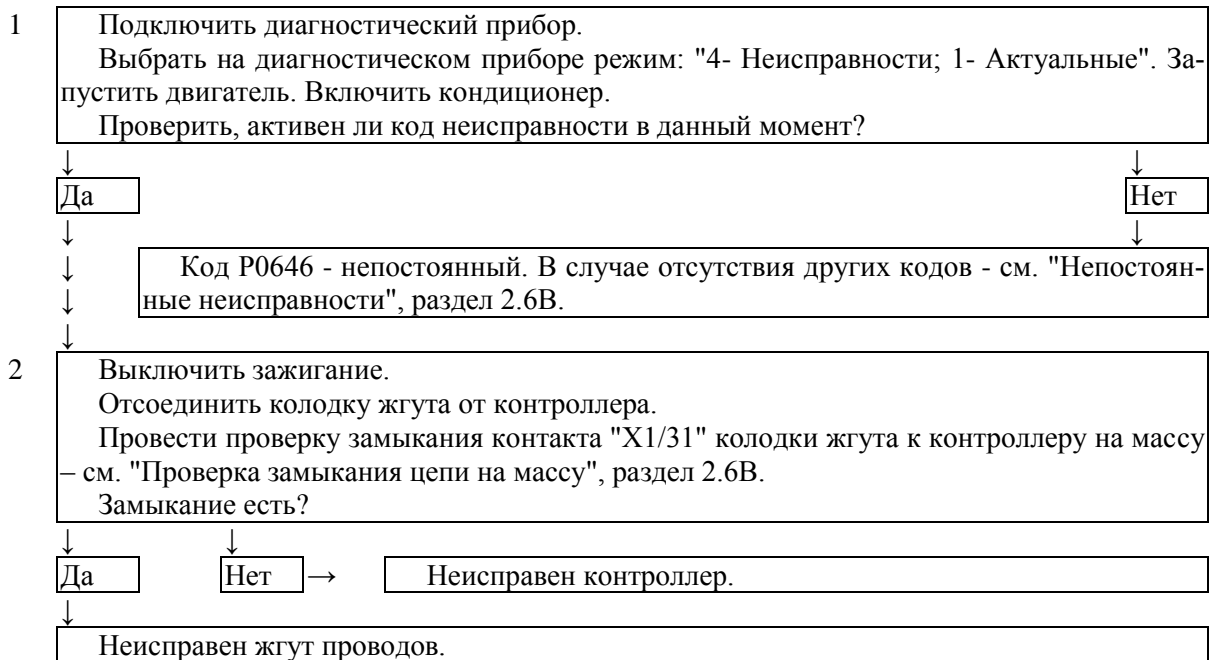 1 Подключить диагностический прибор.
Выбрать на диагностическом приборе режим: "4- Неисправности; 1- Актуальные". За-
пустить двигатель. Включить кондиционер.
Проверить, активен ли код неисправности в данный момент?
↓ ↓
Да Нет
↓ ↓
↓ Код Р0646 - непостоянный. В случае отсутствия других кодов - см. "Непостоян-
↓ ные неисправности", раздел 2.6В.
↓
2 Выключить зажигание.
Отсоединить колодку жгута от контроллера.
Провести проверку замыкания контакта "Х1/31" колодки жгута к контроллеру на массу
– см. "Проверка замыкания цепи на массу", раздел 2.6В.
Замыкание есть?
↓ ↓
Да Нет → Неисправен контроллер.
↓
Неисправен жгут проводов.